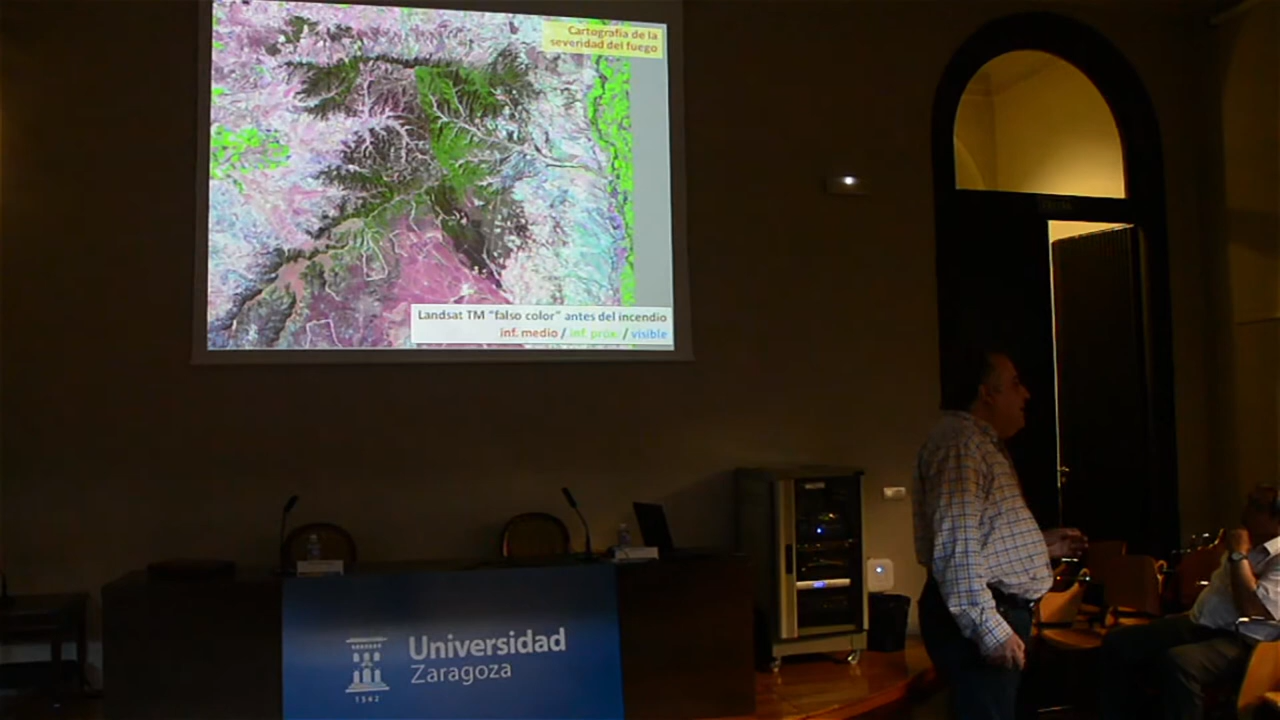 Cartografía de la
severidad del fuego
Landsat TM "falso color" antes del incendio
inf. medio / inf. próx. / visible
Universidad
Zaragoza
1542